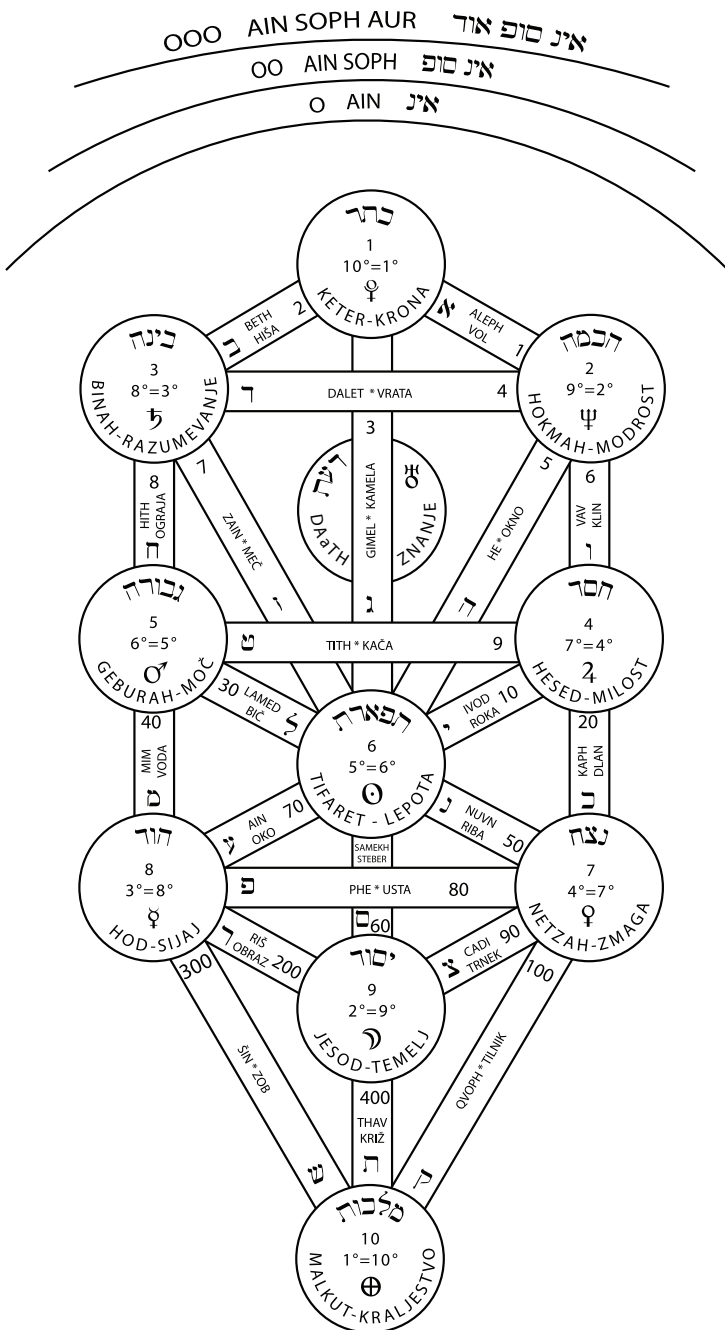 OOO AIN SOPH AUR אינ סופ אור
OO AIN SOPH אינ סופ
O AIN אינ
כתר
1
10°=1°
♇
KETER-KRONA
ב BETH HIŠA 2
א ALEPH VOL 1
בינה
3
8°=3°
♄
BINAH-RAZUMEVANJE
הכמה
2
9°=2°
♆
HOKMAH-MODROST
ד DALET * VRATA 4
3
GIMEL * KAMELA
ג
דעת
DAaTH
♅
ZNANJE
8
HITH
OGRAJA
ח
7
ZAIN * MEČ
ז
5
HE * OKNO
ה
6
VAV
KLIN
ו
גבורה
5
6°=5°
♂
GEBURAH-MOČ
חסד
4
7°=4°
♃
HESED-MILOST
ט TITH * KAČA 9
30 LAMED
BIČ ל
י IVOD
ROKA 10
תפארת
6
5°=6°
☉
TIFARET - LEPOTA
40
MIM
VODA
מ
20
KAPH
DLAN
כ
ע AIN
OKO 70
נ NUVN
RIBA 50
SAMEKH
STEBER
ס 60
הוד
8
3°=8°
☿
HOD-SIJAJ
נצח
7
4°=7°
♀
NETZAH-ZMAGA
פ PHE * USTA 80
ר RIŠ
OBRAZ 200
צ CADI
TRNEK 90
יסוד
9
2°=9°
☽
JESOD-TEMELJ
300
ŠIN * ZOB
ש
400
THAV
KRIŽ
ת
100
QVOPH * TILNIK
ק
מלכות
10
1°=10°
⊕
MALKUT-KRALJESTVO